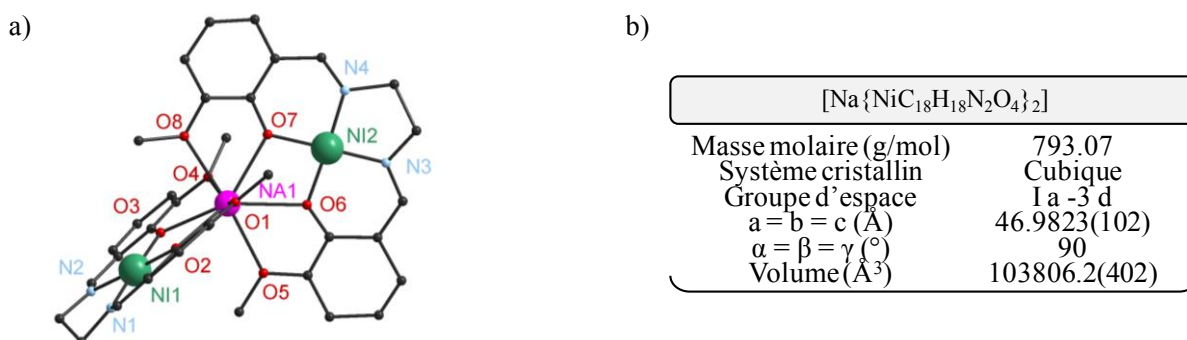 a)
b)
N4
O8
O7
NI2
O4
N3
NA1
O3
O6
O1
O2
N2
NI1
O5
N1
[Na{NiC₁₈H₁₈N₂O₄}₂]
Masse molaire (g/mol) 793.07
Système cristallin Cubique
Groupe d’espace I a -3 d
a = b = c (Å) 46.9823(102)
α = β = γ (°) 90
Volume (Å³) 103806.2(402)